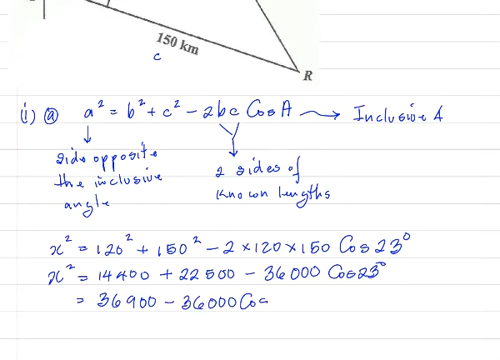 150 km
c
R
(i) ⓐ a² = b² + c² - 2bc Cos A → Inclusive A
side opposite
the inclusive
angle
2 sides of
known lengths
x² = 120² + 150² - 2×120×150 Cos 23°
x² = 14400 + 22500 - 36000 Cos 23°
= 36900 - 36000 Cos